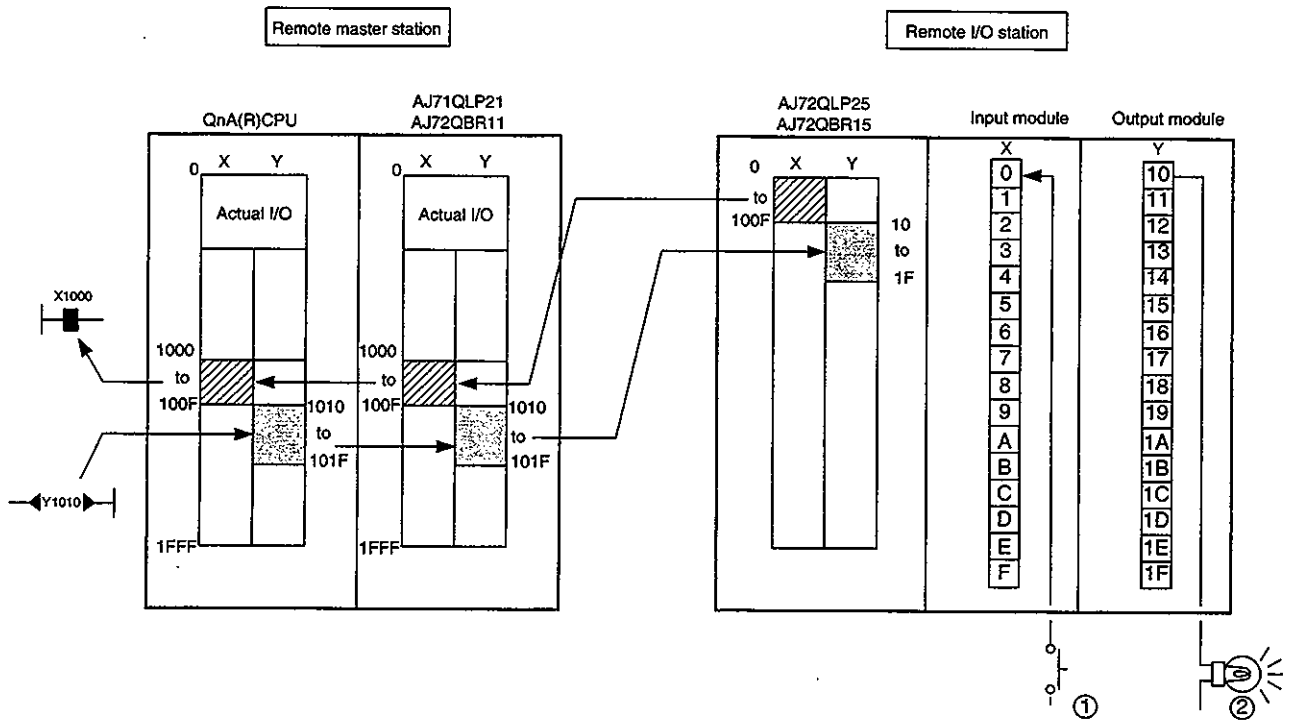 Remote master station
Remote I/O station
QnA(R)CPU
AJ71QLP21
AJ72QBR11
AJ72QLP25
AJ72QBR15
Input module
Output module
0
X Y
Actual I/O
0
X Y
Actual I/O
0
X Y
to
100F
10
to
1F
X
0
1
2
3
4
5
6
7
8
9
A
B
C
D
E
F
Y
10
11
12
13
14
15
16
17
18
19
1A
1B
1C
1D
1E
1F
X1000
1000
to
100F
1000
to
100F
1010
to
101F
1010
to
101F
Y1010
1FFF
1FFF
①
②